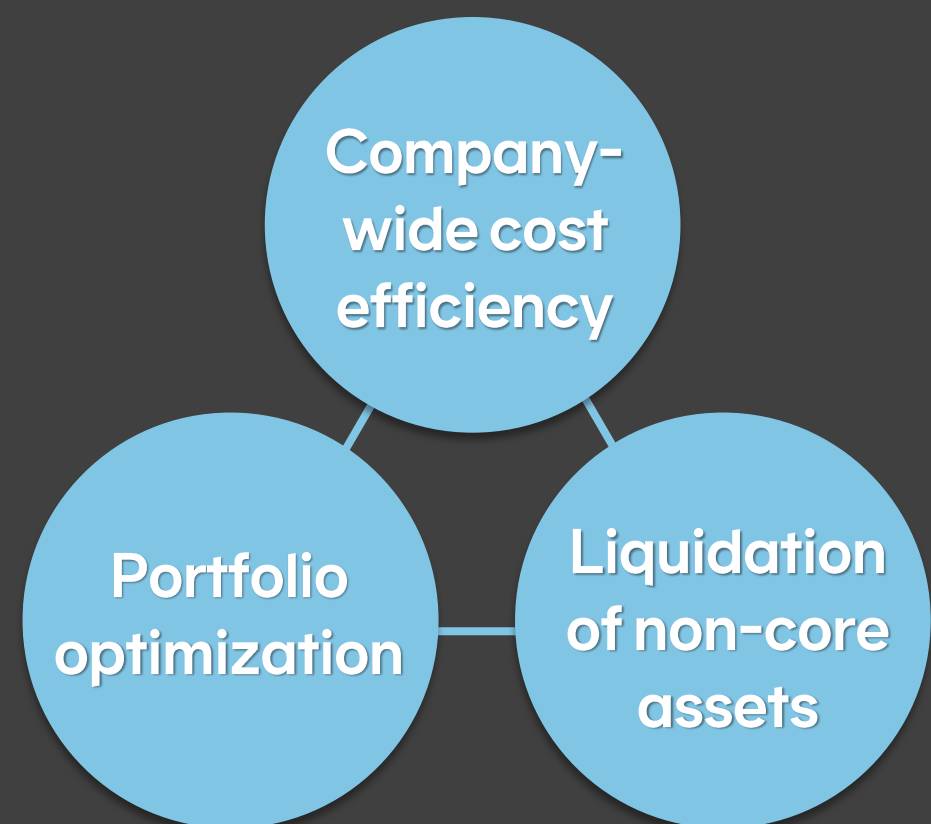 Company-
wide cost
efficiency
Portfolio
optimization
Liquidation
of non-core
assets